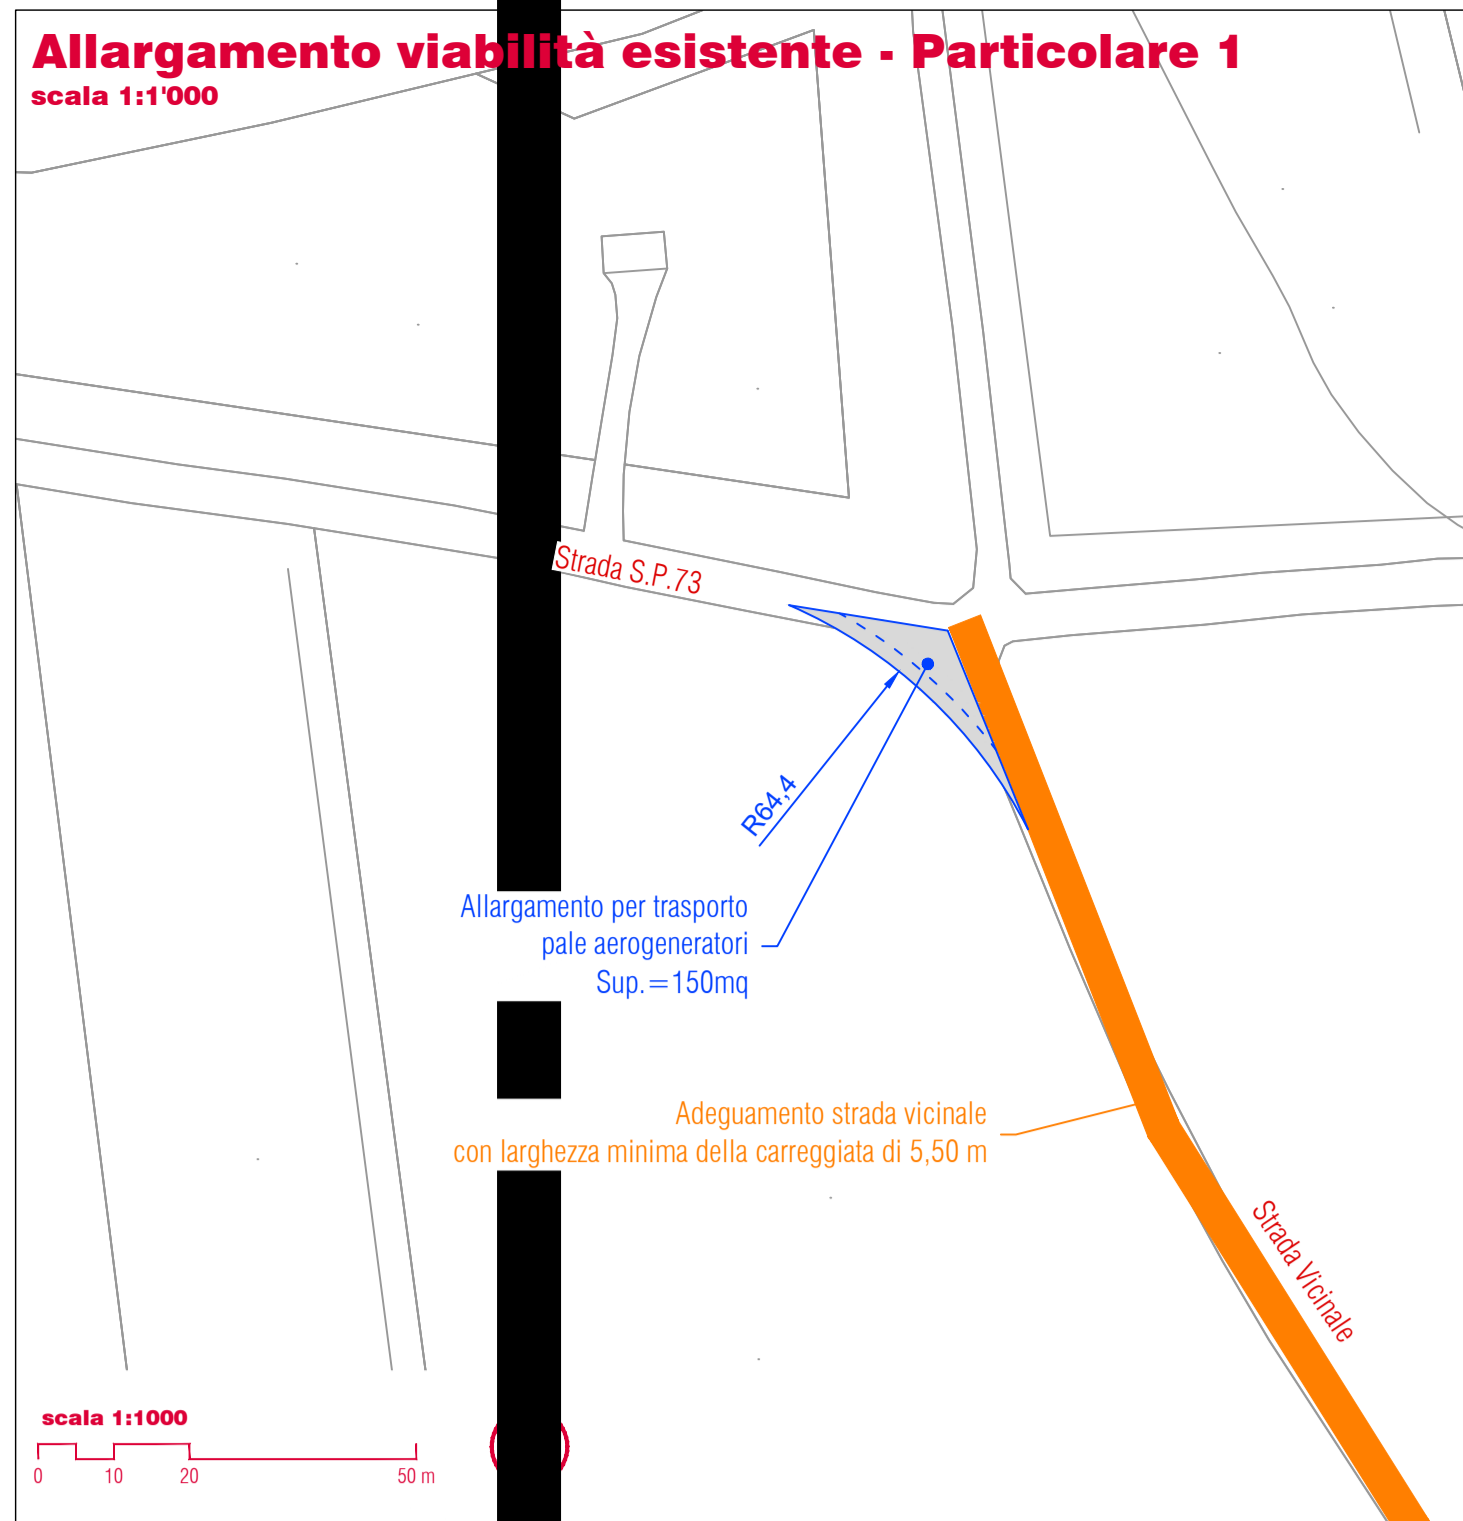 Allargamento viabilità esistente - Particolare 1
scala 1:1'000
Strada S.P.73
R64,4
Allargamento per trasporto
pale aerogeneratori
Sup.=150mq
Adeguamento strada vicinale
con larghezza minima della carreggiata di 5,50 m
Strada Vicinale
scala 1:1000
0 10 20 50 m